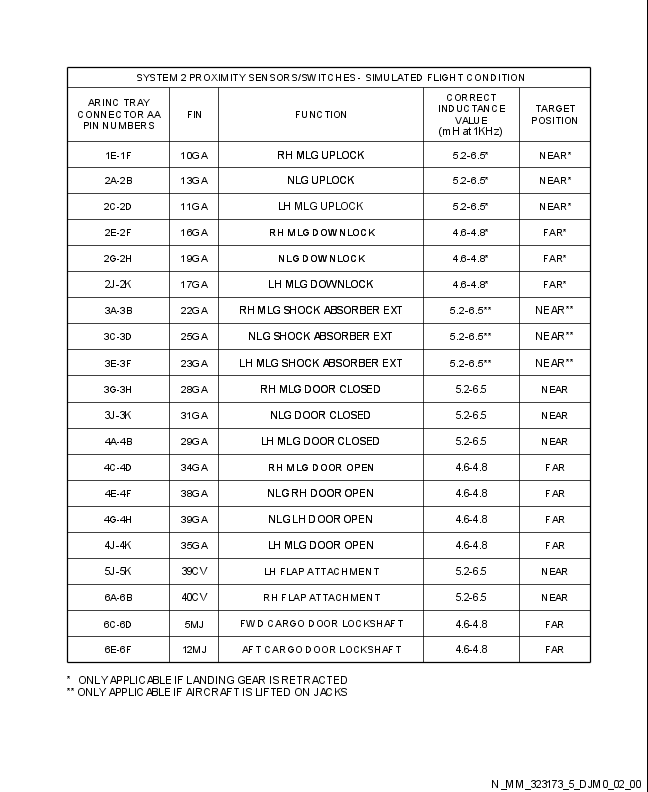 SYSTEM 2 PROXIMITY SENSORS/SWITCHES - SIMULATED FLIGHT CONDITION
ARINC TRAY CONNECTOR AA PIN NUMBERS FIN FUNCTION CORRECT INDUCTANCE VALUE (mH at 1KHz) TARGET POSITION
1E-1F 10GA RH MLG UPLOCK 5.2-6.5* NEAR*
2A-2B 13GA NLG UPLOCK 5.2-6.5* NEAR*
2C-2D 11GA LH MLG UPLOCK 5.2-6.5* NEAR*
2E-2F 16GA RH MLG DOWNLOCK 4.6-4.8* FAR*
2G-2H 19GA NLG DOWNLOCK 4.6-4.8* FAR*
2J-2K 17GA LH MLG DOWNLOCK 4.6-4.8* FAR*
3A-3B 22GA RH MLG SHOCK ABSORBER EXT 5.2-6.5** NEAR**
3C-3D 25GA NLG SHOCK ABSORBER EXT 5.2-6.5** NEAR**
3E-3F 23GA LH MLG SHOCK ABSORBER EXT 5.2-6.5** NEAR**
3G-3H 28GA RH MLG DOOR CLOSED 5.2-6.5 NEAR
3J-3K 31GA NLG DOOR CLOSED 5.2-6.5 NEAR
4A-4B 29GA LH MLG DOOR CLOSED 5.2-6.5 NEAR
4C-4D 34GA RH MLG DOOR OPEN 4.6-4.8 FAR
4E-4F 38GA NLG RH DOOR OPEN 4.6-4.8 FAR
4G-4H 39GA NLG LH DOOR OPEN 4.6-4.8 FAR
4J-4K 35GA LH MLG DOOR OPEN 4.6-4.8 FAR
5J-5K 39CV LH FLAP ATTACHMENT 5.2-6.5 NEAR
6A-6B 40CV RH FLAP ATTACHMENT 5.2-6.5 NEAR
6C-6D 5MJ FWD CARGO DOOR LOCKSHAFT 4.6-4.8 FAR
6E-6F 12MJ AFT CARGO DOOR LOCKSHAFT 4.6-4.8 FAR
* ONLY APPLICABLE IF LANDING GEAR IS RETRACTED
** ONLY APPLICABLE IF AIRCRAFT IS LIFTED ON JACKS
N_MM_323173_5_DJM0_02_00